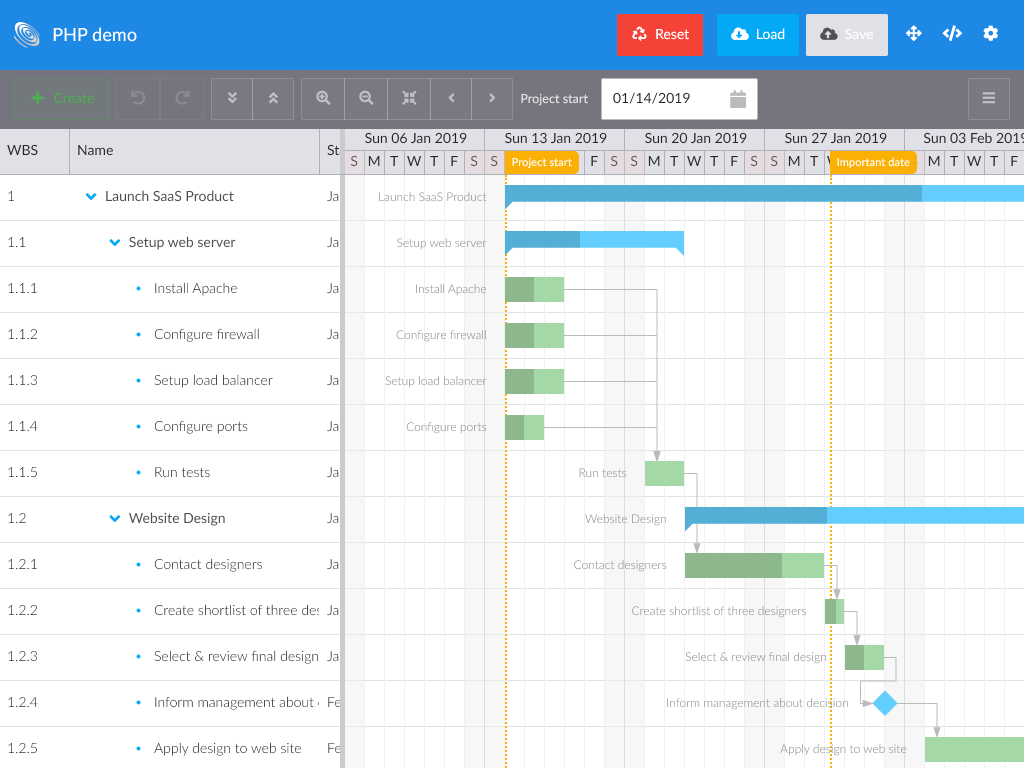 PHP demo
Reset
Load
Save
Create
Project start
01/14/2019
WBS
Name
St
Sun 06 Jan 2019
Sun 13 Jan 2019
Sun 20 Jan 2019
Sun 27 Jan 2019
Sun 03 Feb 2019
S M T W T F S S
Project start
F S S M T W T F S S M T
Important date
M T W T F
1 Launch SaaS Product Ja
Launch SaaS Product
1.1 Setup web server Ja
Setup web server
1.1.1 Install Apache Ja
Install Apache
1.1.2 Configure firewall Ja
Configure firewall
1.1.3 Setup load balancer Ja
Setup load balancer
1.1.4 Configure ports Ja
Configure ports
1.1.5 Run tests Ja
Run tests
1.2 Website Design Ja
Website Design
1.2.1 Contact designers Ja
Contact designers
1.2.2 Create shortlist of three des Ja
Create shortlist of three designers
1.2.3 Select & review final design Ja
Select & review final design
1.2.4 Inform management about Fe
Inform management about decision
1.2.5 Apply design to web site Fe
Apply design to web site